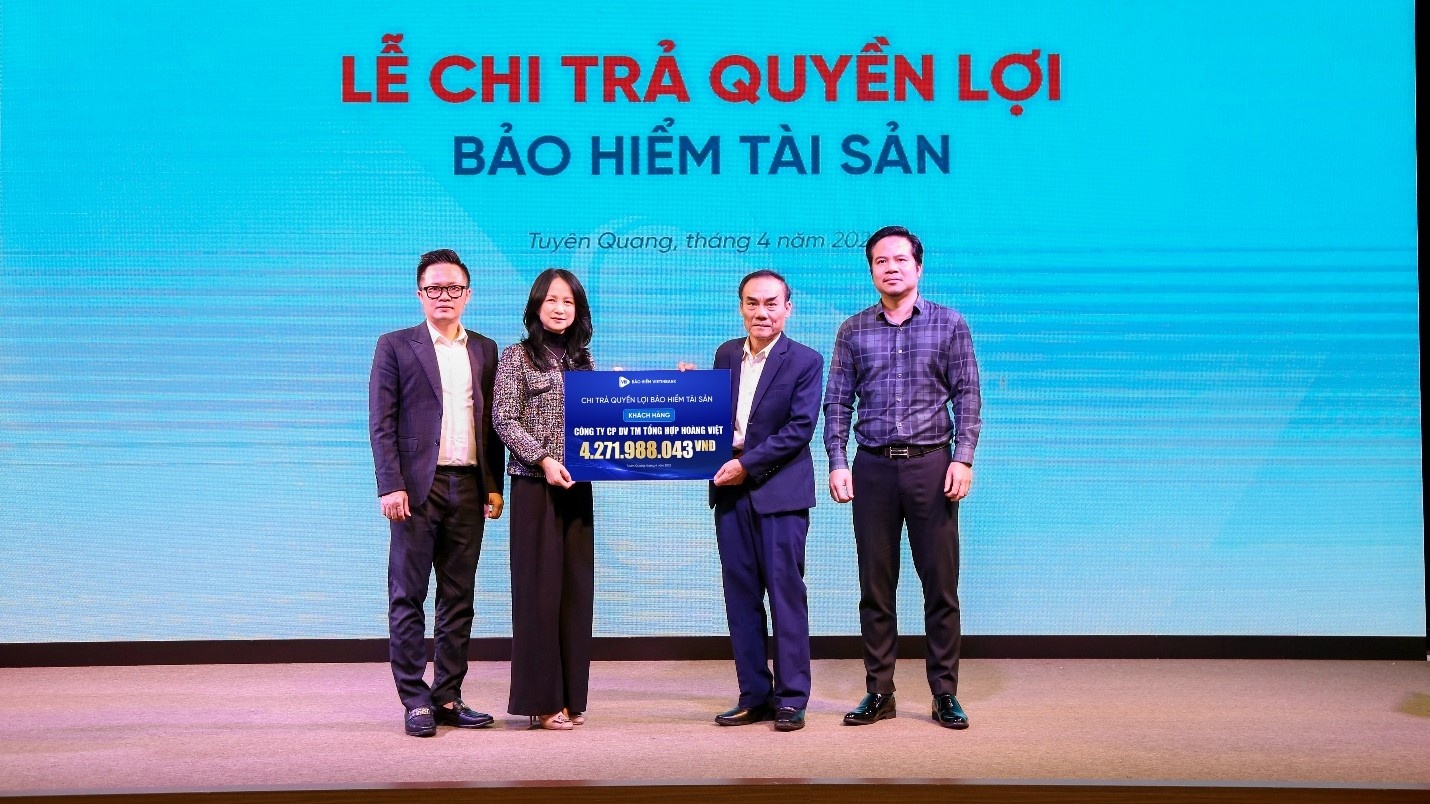 LỄ CHI TRẢ QUYỀN LỢI
BẢO HIỂM TÀI SẢN
Tuyên Quang, tháng 4 năm 202
BẢO HIỂM VIETINBANK
CHI TRẢ QUYỀN LỢI BẢO HIỂM TÀI SẢN
KHÁCH HÀNG
CÔNG TY CP DV TM TỔNG HỢP HOÀNG VIỆT
4.271.988.043 VNĐ